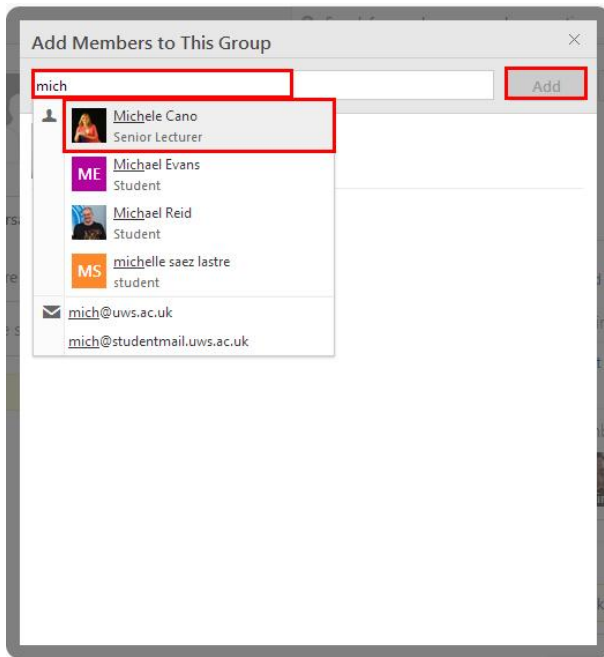 Add Members to This Group
mich
Add
Michele Cano
Senior Lecturer
ME
Michael Evans
Student
Michael Reid
Student
MS
michelle saez lastre
student
mich@uws.ac.uk
mich@studentmail.uws.ac.uk